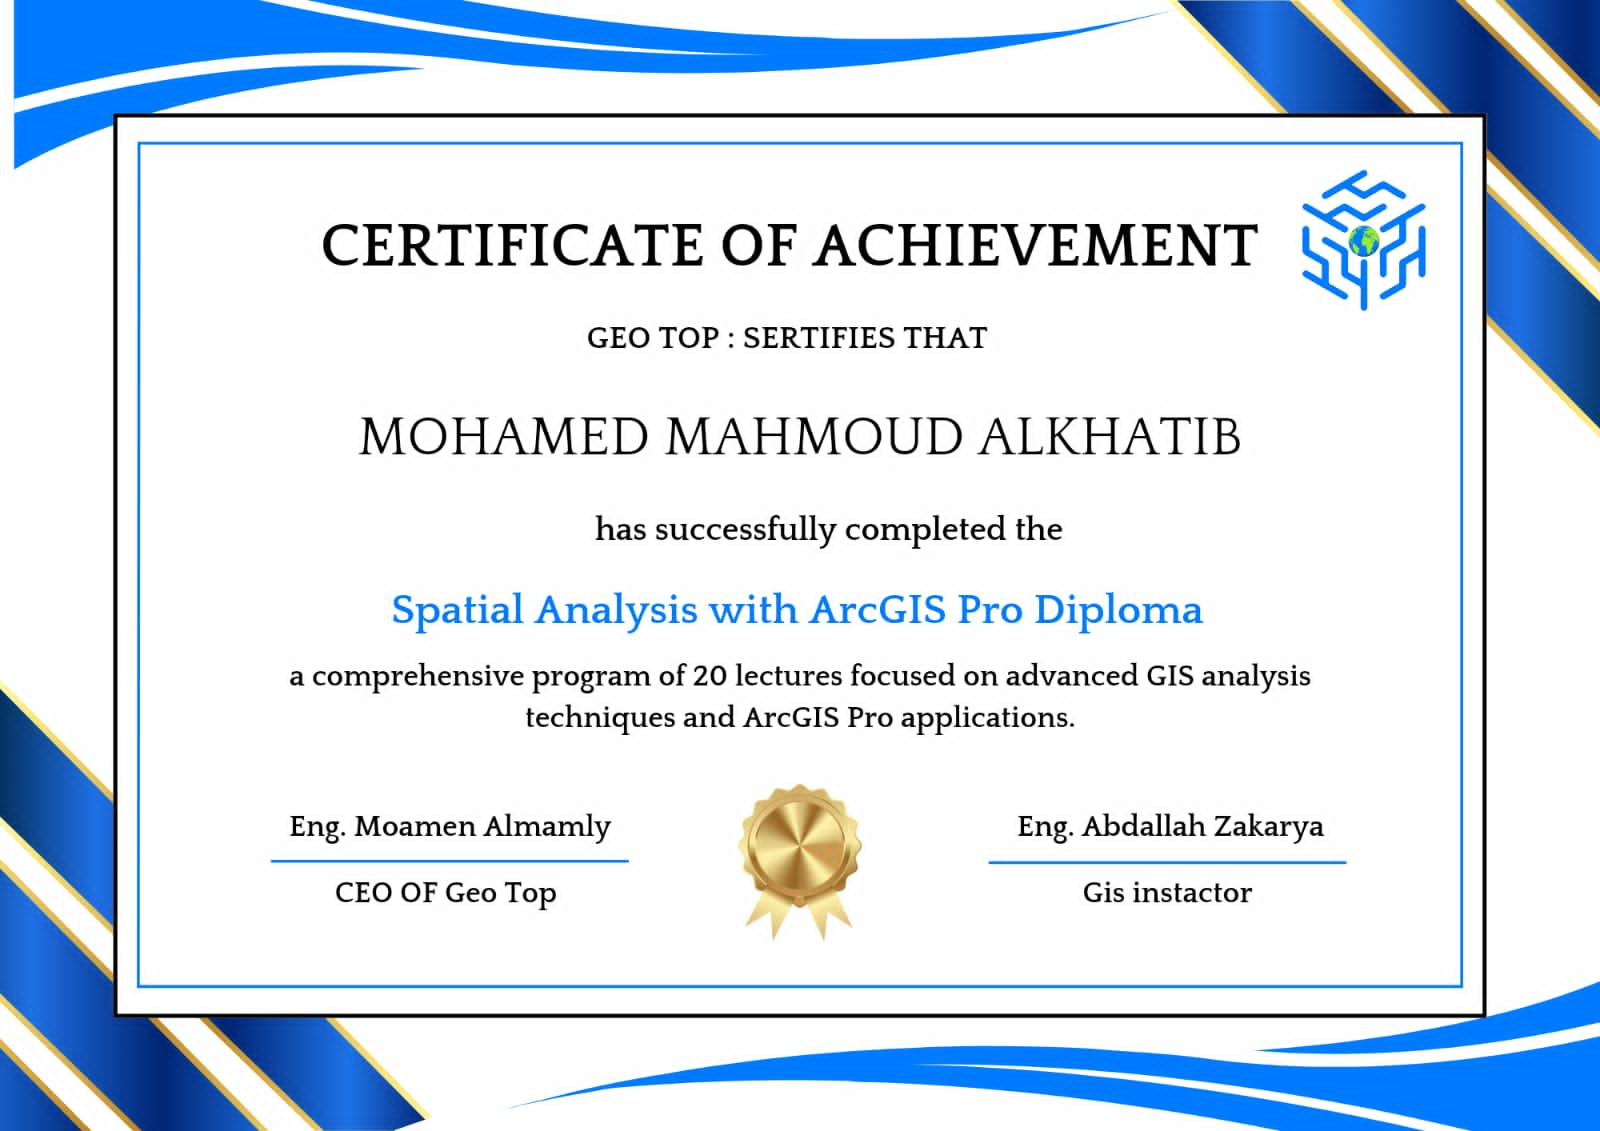 CERTIFICATE OF ACHIEVEMENT
GEO TOP : SERTIFIES THAT
MOHAMED MAHMOUD ALKHATIB
has successfully completed the
Spatial Analysis with ArcGIS Pro Diploma
a comprehensive program of 20 lectures focused on advanced GIS analysis
techniques and ArcGIS Pro applications.
Eng. Moamen Almamly
CEO OF Geo Top
Eng. Abdallah Zakarya
Gis instactor